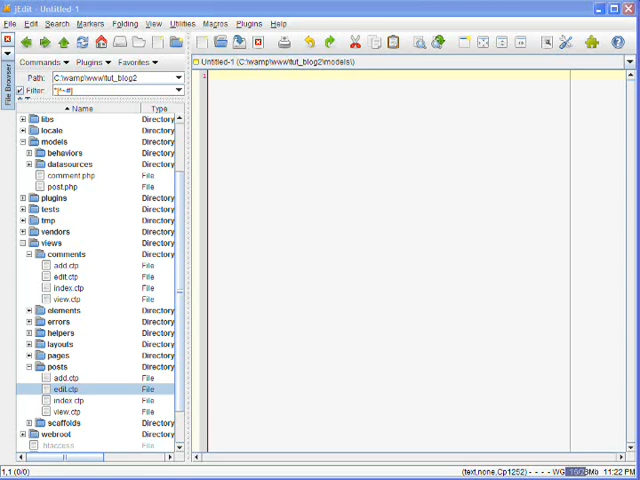 jEdit - Untitled-1
File Edit Search Markers Folding View Utilities Macros Plugins Help
Commands Plugins Favorites
Path: C:\wamp\www\tut_blog2
Filter:
File Browser
Untitled-1 (C:\wamp\www\tut_blog2\models\)
1
Name Type
libs Directory
locale Directory
models Directory
behaviors Directory
datasources Directory
comment.php File
post.php File
plugins Directory
tests Directory
tmp Directory
vendors Directory
views Directory
comments Directory
add.ctp File
edit.ctp File
index.ctp File
view.ctp File
elements Directory
errors Directory
helpers Directory
layouts Directory
pages Directory
posts Directory
add.ctp File
edit.ctp File
index.ctp File
view.ctp File
scaffolds Directory
webroot Directory
.htaccess
1,1 (0/0) (text,none,Cp1252) - - - - WG 11:22 PM